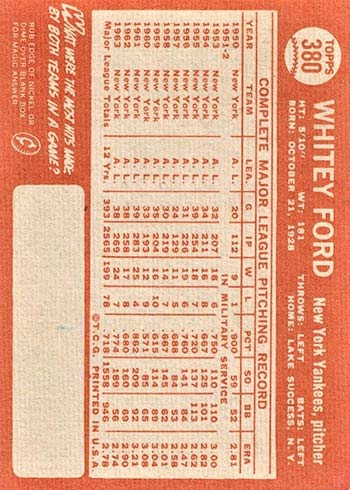 TOPPS
380
WHITEY FORD New York Yankees, pitcher
HT: 5'10" WT: 181 THROWS: LEFT BATS: LEFT
BORN: OCTOBER 21, 1928 HOME: LAKE SUCCESS, N.Y.
COMPLETE MAJOR LEAGUE PITCHING RECORD
YEAR TEAM LEA G IP W L PCT SO BB ERA
1950 New York A. L. 20 112 9 1 .900 59 52 2.81
1951-2 IN MILITARY SERVICE
1953 New York A. L. 32 207 18 6 .750 110 110 3.00
1954 New York A. L. 34 211 16 8 .667 125 101 2.82
1955 New York A. L. 39 254 18 7 .720 137 113 2.62
1956 New York A. L. 31 226 19 6 .760 141 84 2.47
1957 New York A. L. 24 129 11 5 .688 84 53 2.58
1958 New York A. L. 30 219 14 7 .667 145 62 2.01
1959 New York A. L. 35 204 16 10 .615 114 89 3.04
1960 New York A. L. 33 193 12 9 .571 85 65 3.08
1961 New York A. L. 39 283 25 4 .862 209 92 3.21
1962 New York A. L. 38 258 17 8 .680 160 69 2.90
1963 New York A. L. 38 269 24 7 .774 189 56 2.74
Major League Totals 12 Yrs. 393 2565 199 78 .718 1558 946 2.78
©T.C.G. PRINTED IN U.S.A.
WHAT WERE THE MOST HITS MADE
BY BOTH TEAMS IN A GAME?
RUB EDGE OF NICKEL OR
DIME OVER BLANK BOX
FOR MAGIC ANSWER